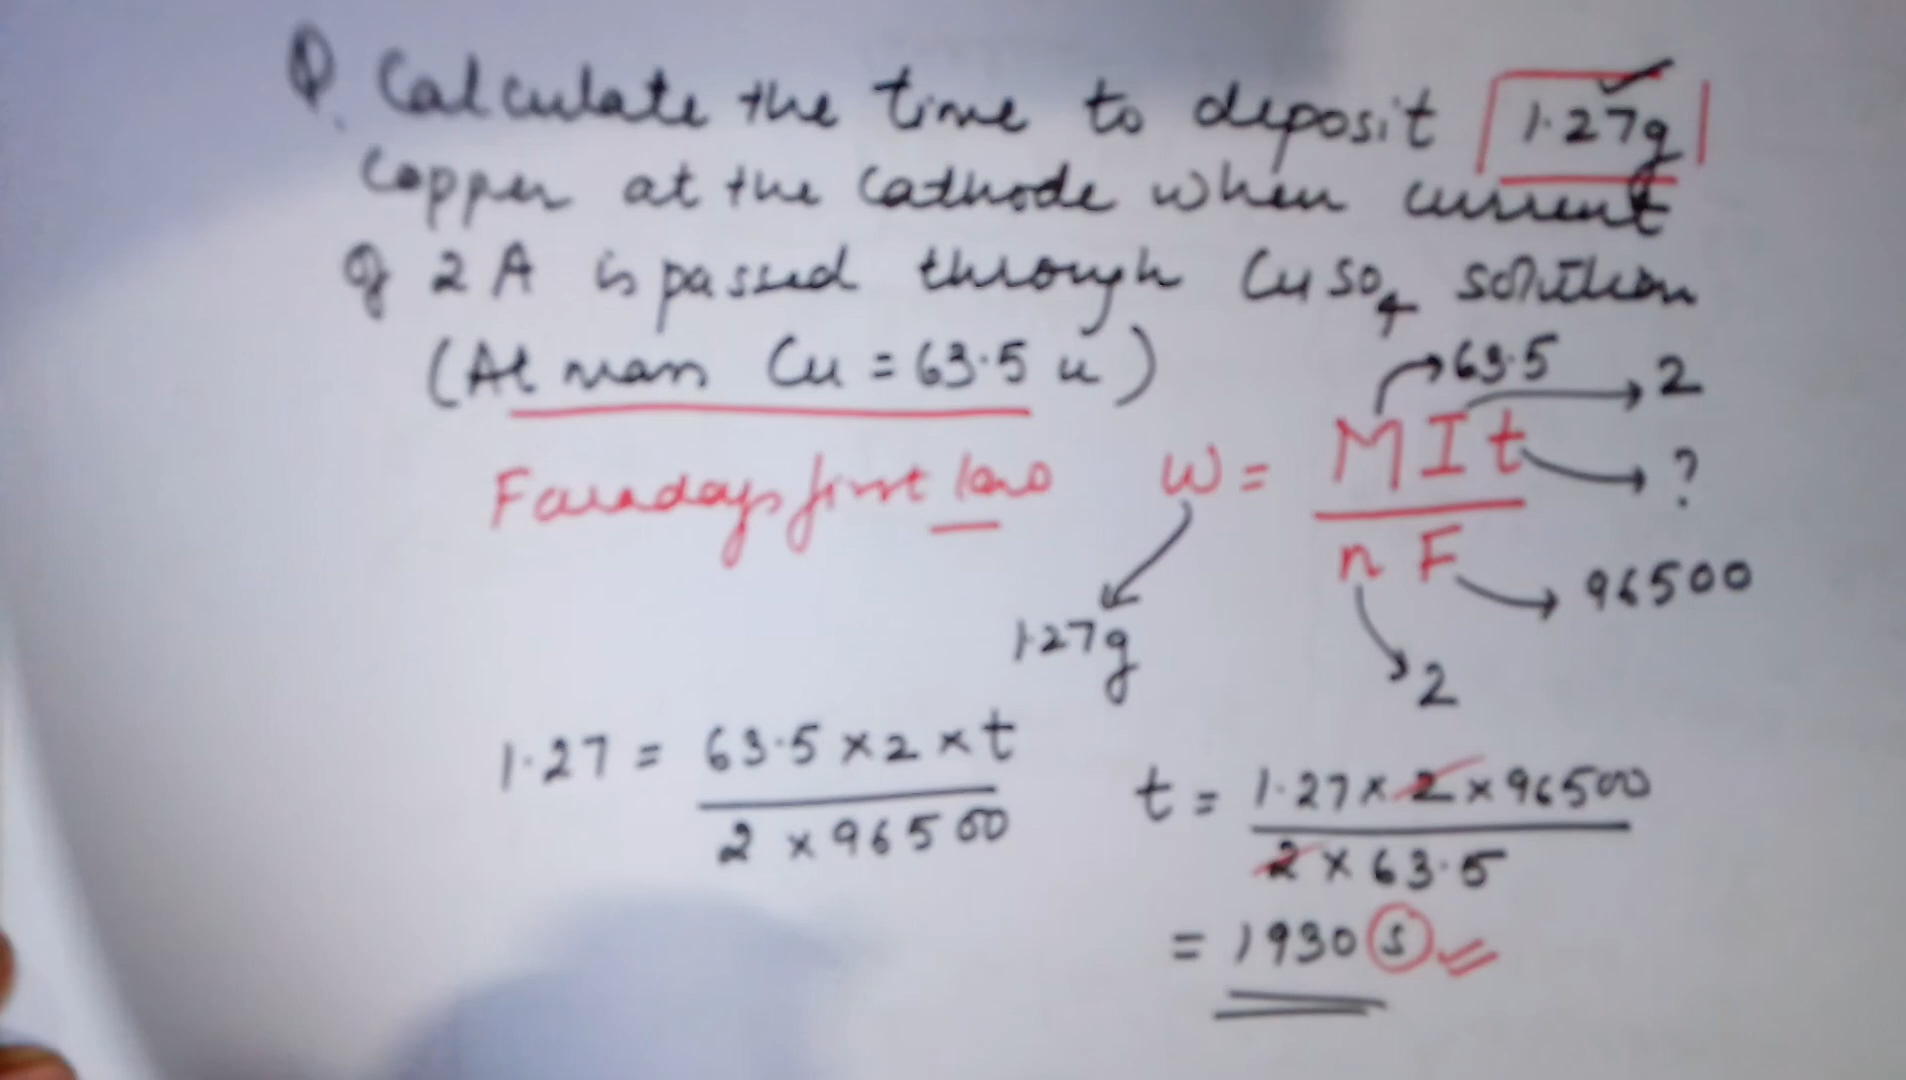 Q. Calculate the time to deposit 1.27g
Copper at the cathode when current
of 2A is passed through CuSO4 solution
(At mass Cu = 63.5 u)
63.5
2
Faradays first law w = MIt / nF
?
96500
1.27g
2
1.27 = 63.5 × 2 × t / 2 × 96500
t = 1.27 × 2 × 96500 / 2 × 63.5
= 1930 s